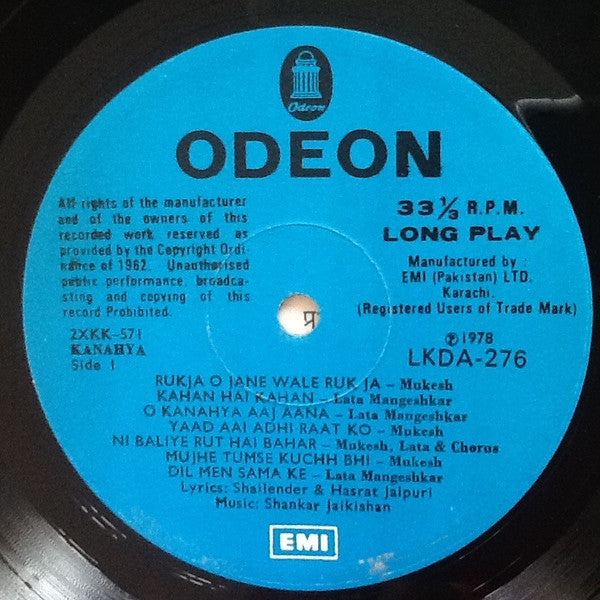 Odeon
ODEON
All rights of the manufacturer
and of the owners of this
recorded work reserved as
provided by the Copyright Ordi-
nance of 1962. Unauthorised
public performance, broadca-
sting and copying of this
record Prohibited.
33 1/3 R.P.M.
LONG PLAY
Manufactured by :
EMI (Pakistan) LTD.
Karachi.
(Registered Users of Trade Mark)
2XKK-571
KANAHYA
Side 1
Ⓟ1978
LKDA-276
प्र
RUKJA O JANE WALE RUK JA – Mukesh
KAHAN HAI KAHAN – Lata Mangeshkar
O KANAHYA AAJ AANA – Lata Mangeshkar
YAAD AAI ADHI RAAT KO – Mukesh
NI BALIYE RUT HAI BAHAR – Mukesh, Lata & Chorus
MUJHE TUMSE KUCHH BHI – Mukesh
DIL MEN SAMA KE – Lata Mangeshkar
Lyrics: Shailender & Hasrat Jaipuri
Music: Shankar Jaikishan
EMI